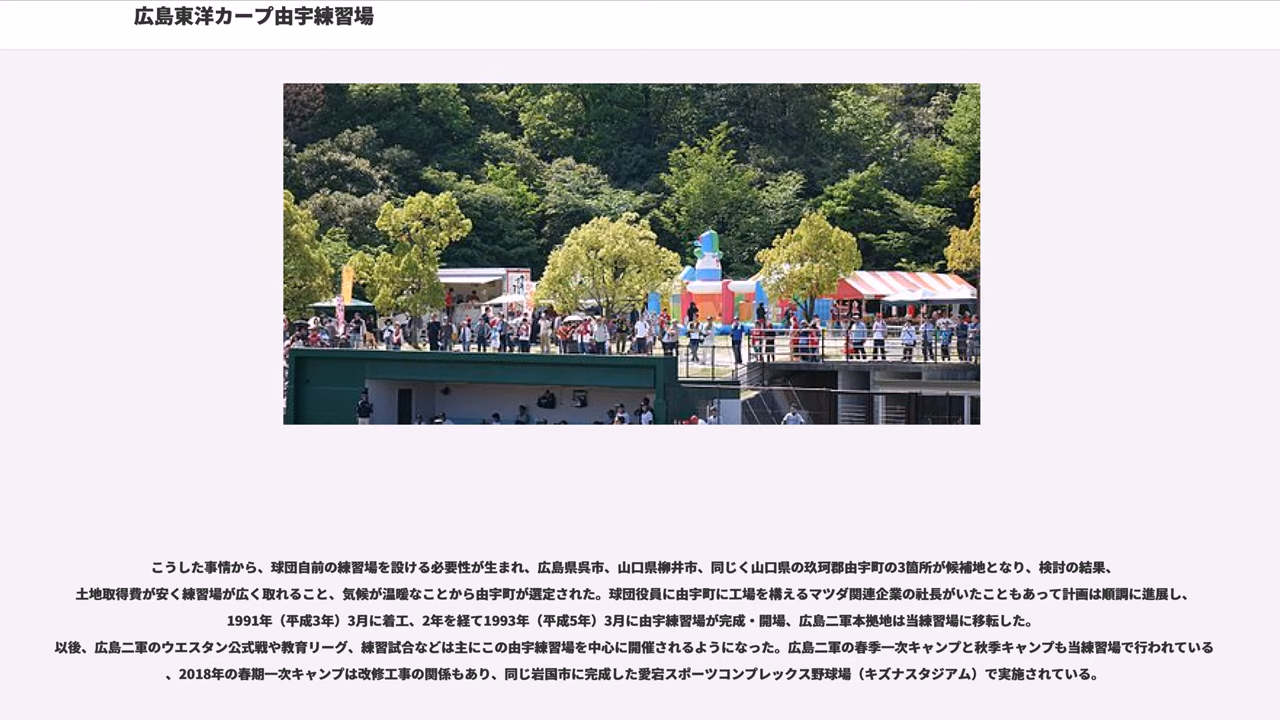 広島東洋カープ由宇練習場
こうした事情から、球団自前の練習場を設ける必要性が生まれ、広島県呉市、山口県柳井市、同じく山口県の玖珂郡由宇町の3箇所が候補地となり、検討の結果、
土地取得費が安く練習場が広く取れること、気候が温暖なことから由宇町が選定された。球団役員に由宇町に工場を構えるマツダ関連企業の社長がいたこともあって計画は順調に進展し、
1991年（平成3年）3月に着工、2年を経て1993年（平成5年）3月に由宇練習場が完成・開場、広島二軍本拠地は当練習場に移転した。
以後、広島二軍のウエスタン公式戦や教育リーグ、練習試合などは主にこの由宇練習場を中心に開催されるようになった。広島二軍の春季一次キャンプと秋季キャンプも当練習場で行われている
、2018年の春期一次キャンプは改修工事の関係もあり、同じ岩国市に完成した愛宕スポーツコンプレックス野球場（キズナスタジアム）で実施されている。